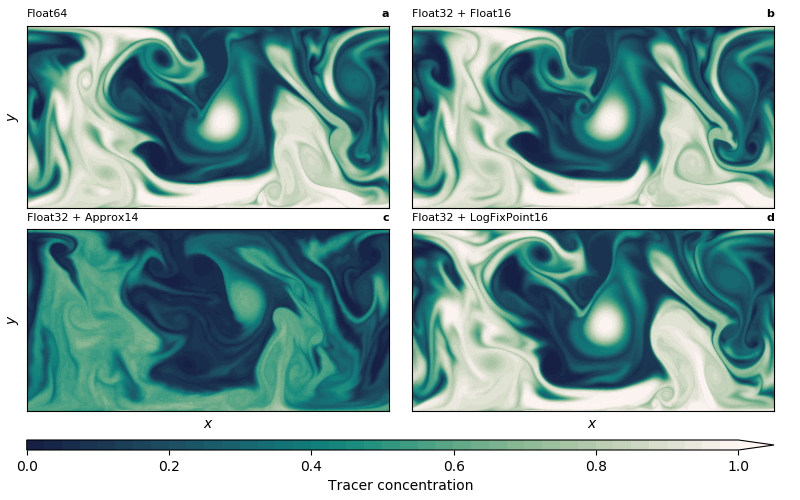 Float64 a
Float32 + Float16 b
y
Float32 + Approx14 c
Float32 + LogFixPoint16 d
y
x x
0.0 0.2 0.4 0.6 0.8 1.0
Tracer concentration